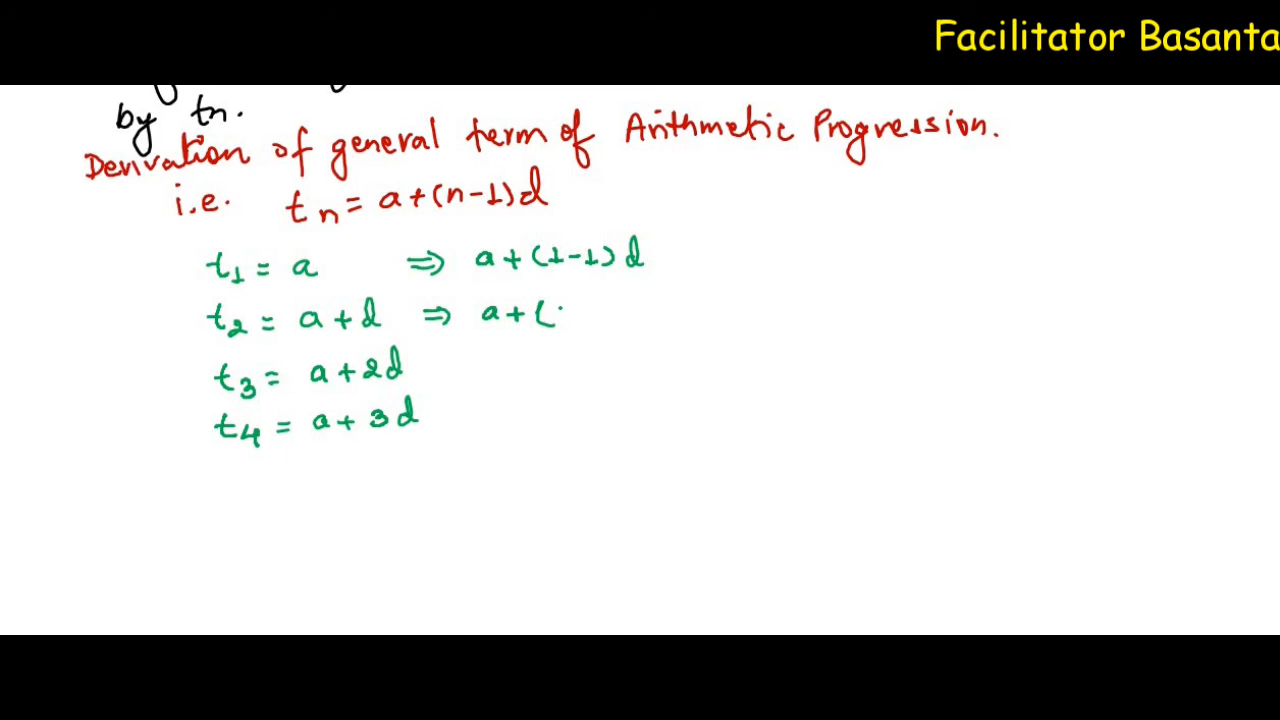 Facilitator Basanta
by tn.
Derivation of general term of Arithmetic Progression.
i.e. tn = a+(n-1)d
t1 = a ⇒ a+(1-1)d
t2 = a+d ⇒ a+(
t3 = a+2d
t4 = a+3d